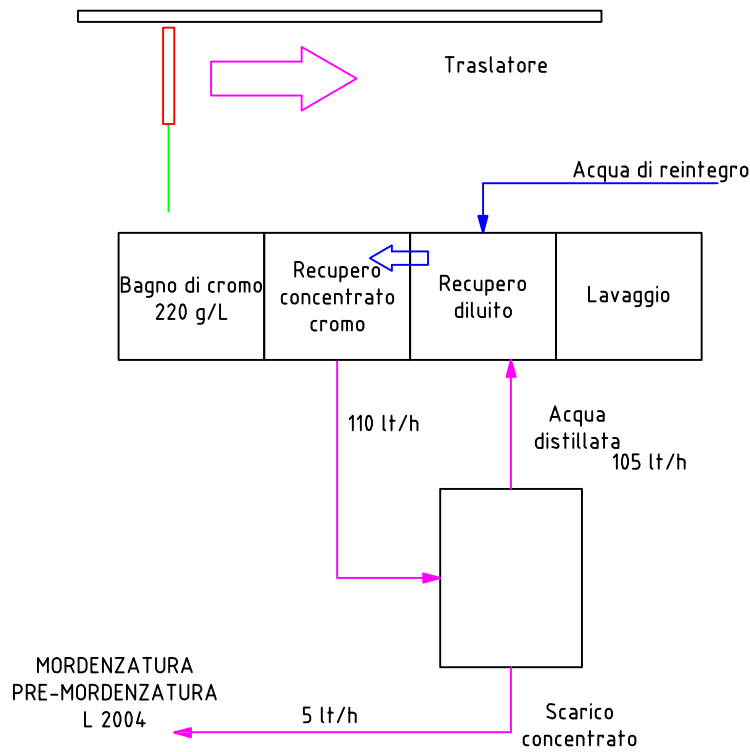 Traslatore
Acqua di reintegro
Bagno di cromo
220 g/L
Recupero
concentrato
cromo
Recupero
diluito
Lavaggio
110 lt/h
Acqua
distillata
105 lt/h
MORDENZATURA
PRE-MORDENZATURA
L 2004
5 lt/h
Scarico
concentrato